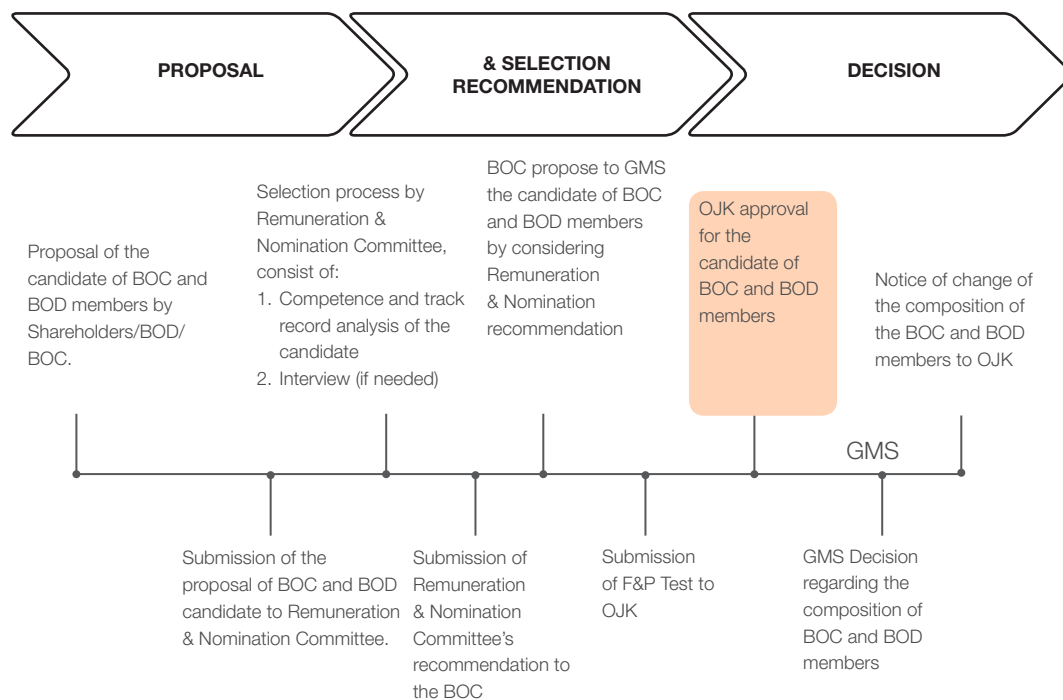 PROPOSAL
& SELECTION
RECOMMENDATION
DECISION
Proposal of the
candidate of BOC and
BOD members by
Shareholders/BOD/
BOC.
Selection process by
Remuneration &
Nomination Committee,
consist of:
1. Competence and track
record analysis of the
candidate
2. Interview (if needed)
BOC propose to GMS
the candidate of BOC
and BOD members
by considering
Remuneration
& Nomination
recommendation
OJK approval
for the
candidate of
BOC and BOD
members
Notice of change of
the composition of
the BOC and BOD
members to OJK
GMS
Submission of the
proposal of BOC and BOD
candidate to Remuneration
& Nomination Committee.
Submission of
Remuneration
& Nomination
Committee's
recommendation to
the BOC
Submission
of F&P Test to
OJK
GMS Decision
regarding the
composition of
BOC and BOD
members